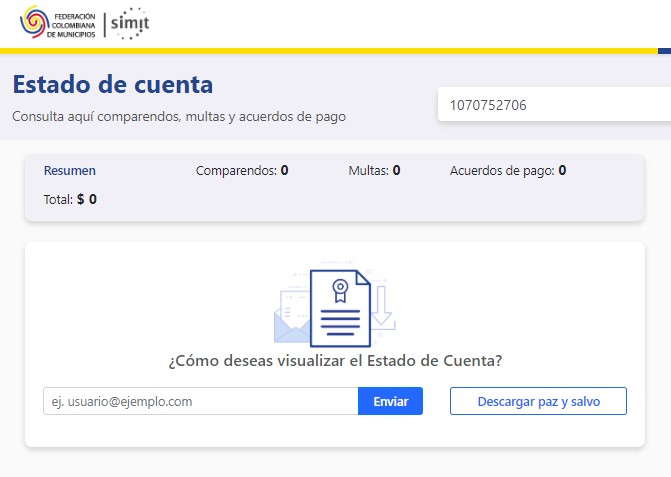 FEDERACIÓN
COLOMBIANA
DE MUNICIPIOS
simit
Estado de cuenta
Consulta aquí comparendos, multas y acuerdos de pago
1070752706
Resumen
Comparendos: 0
Multas: 0
Acuerdos de pago: 0
Total: $ 0
¿Cómo deseas visualizar el Estado de Cuenta?
ej. usuario@ejemplo.com
Enviar
Descargar paz y salvo